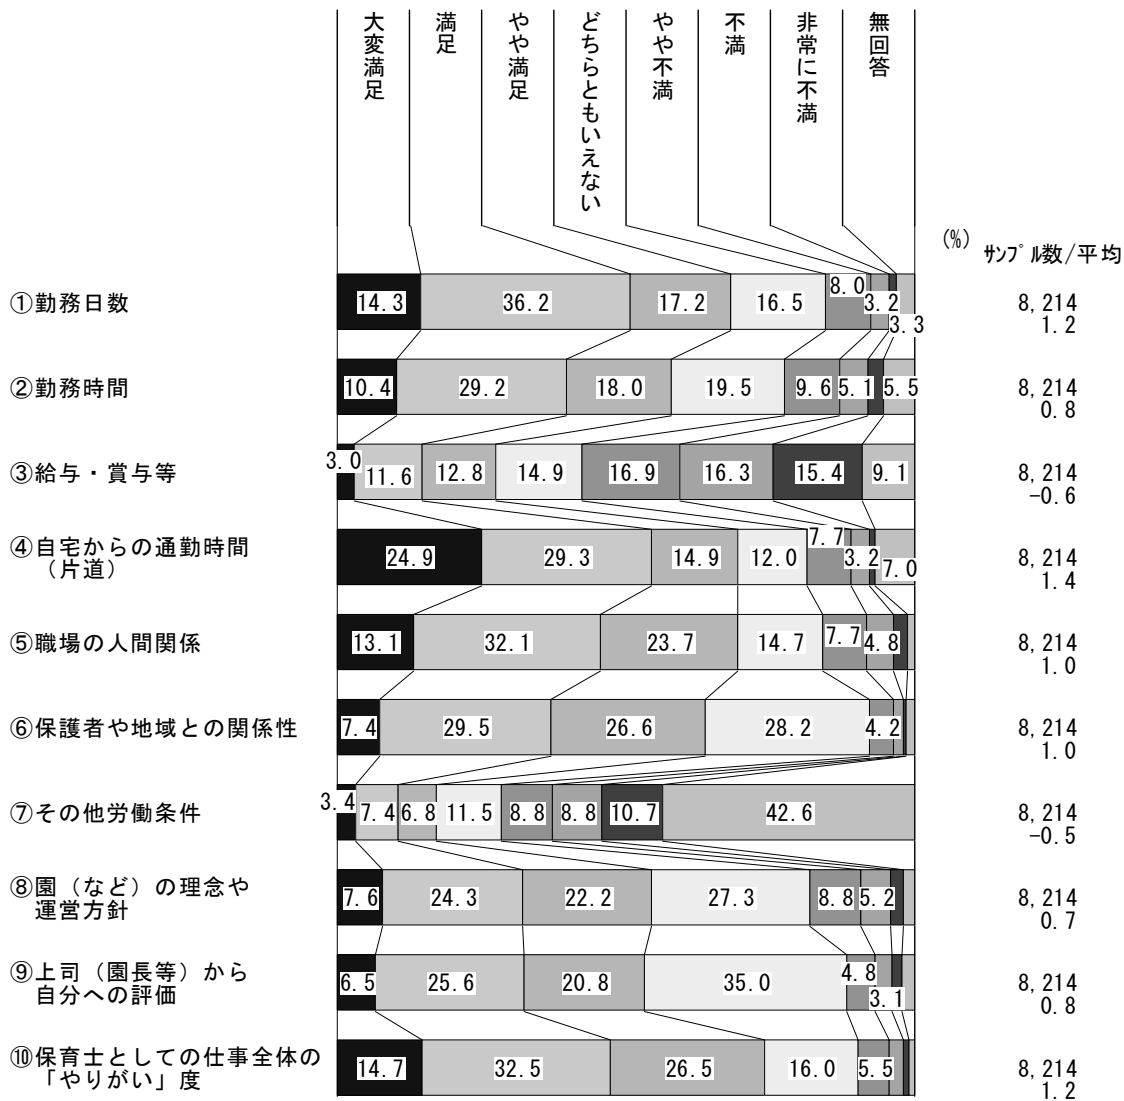 大変満足
満足
やや満足
どちらともいえない
やや不満
不満
非常に不満
無回答
(%)
ｻﾝﾌﾟﾙ数/平均
①勤務日数
14.3 36.2 17.2 16.5 8.0 3.2 3.3
8,214
1.2
②勤務時間
10.4 29.2 18.0 19.5 9.6 5.1 5.5
8,214
0.8
③給与・賞与等
3.0 11.6 12.8 14.9 16.9 16.3 15.4 9.1
8,214
-0.6
④自宅からの通勤時間
（片道）
24.9 29.3 14.9 12.0 7.7 3.2 7.0
8,214
1.4
⑤職場の人間関係
13.1 32.1 23.7 14.7 7.7 4.8
8,214
1.0
⑥保護者や地域との関係性
7.4 29.5 26.6 28.2 4.2
8,214
1.0
⑦その他労働条件
3.4 7.4 6.8 11.5 8.8 8.8 10.7 42.6
8,214
-0.5
⑧園（など）の理念や
運営方針
7.6 24.3 22.2 27.3 8.8 5.2
8,214
0.7
⑨上司（園長等）から
自分への評価
6.5 25.6 20.8 35.0 4.8 3.1
8,214
0.8
⑩保育士としての仕事全体の
「やりがい」度
14.7 32.5 26.5 16.0 5.5
8,214
1.2